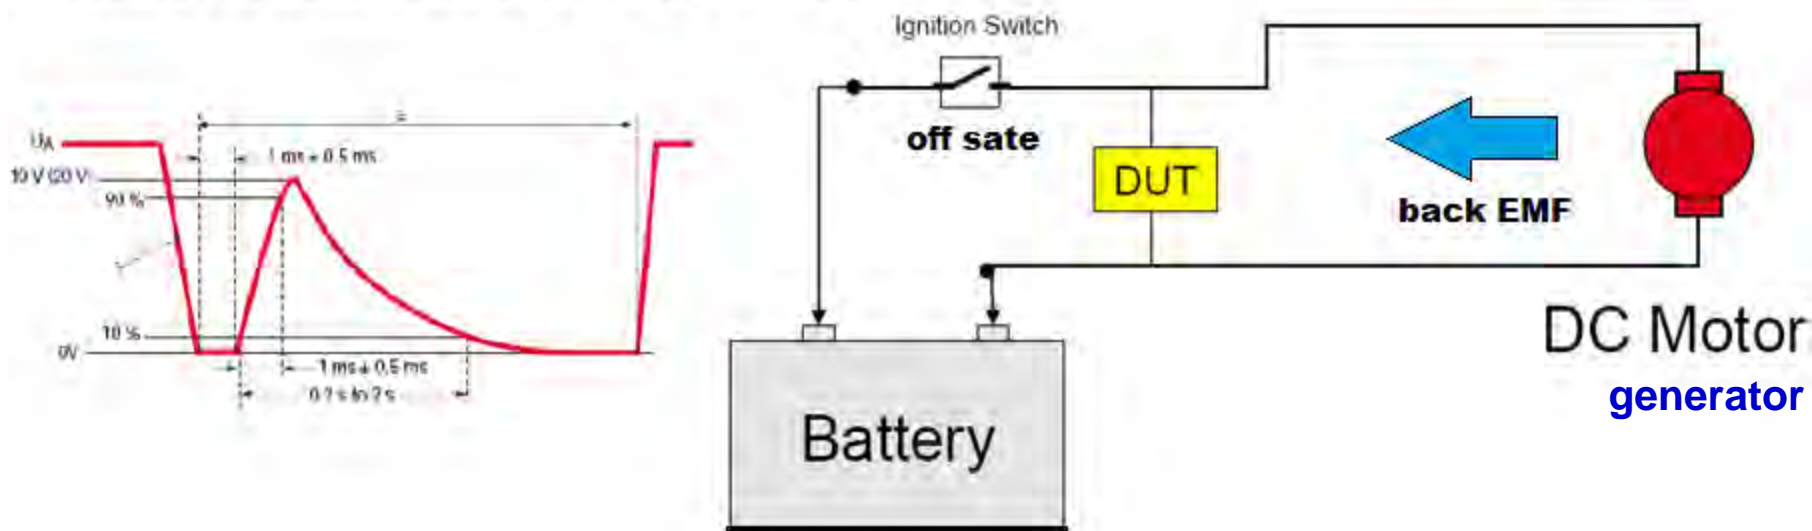 Ignition Switch
off sate
U_A
1 ms ± 0.5 ms
10 V (20 V)
90 %
DUT
back EMF
10 %
0V
1 ms ± 0.5 ms
0.2 s to 2 s
DC Motor
generator
Battery